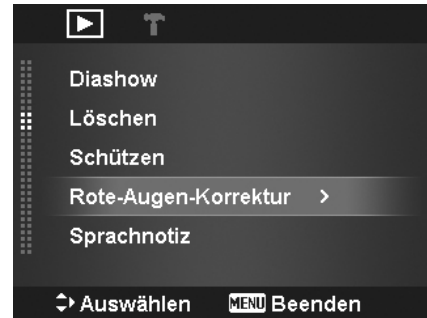 Diashow
Löschen
Schützen
Rote-Augen-Korrektur >
Sprachnotiz
Auswählen MENU Beenden